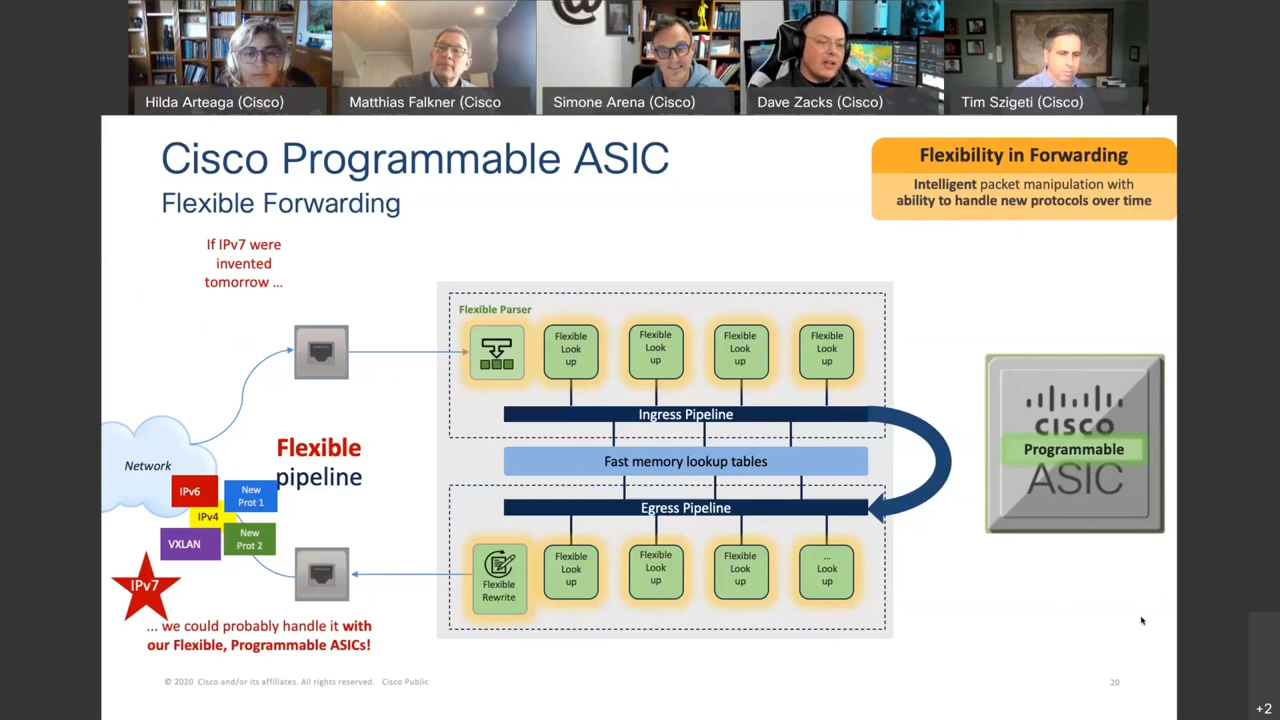 Hilda Arteaga (Cisco)
Matthias Falkner (Cisco
Simone Arena (Cisco)
Dave Zacks (Cisco)
Tim Szigeti (Cisco)
Cisco Programmable ASIC
Flexible Forwarding
Flexibility in Forwarding
Intelligent packet manipulation with
ability to handle new protocols over time
If IPv7 were
invented
tomorrow ...
Flexible Parser
Flexible
Look
up
Flexible
Look
up
Flexible
Look
up
Flexible
Look
up
Ingress Pipeline
Fast memory lookup tables
Egress Pipeline
Flexible
Rewrite
Flexible
Look
up
Flexible
Look
up
Flexible
Look
up
...
Look
up
Network
Flexible
pipeline
IPv6
New
Prot 1
IPv4
VXLAN
New
Prot 2
IPv7
... we could probably handle it with
our Flexible, Programmable ASICs!
CISCO
Programmable
ASIC
© 2020 Cisco and/or its affiliates. All rights reserved. Cisco Public
20
+2